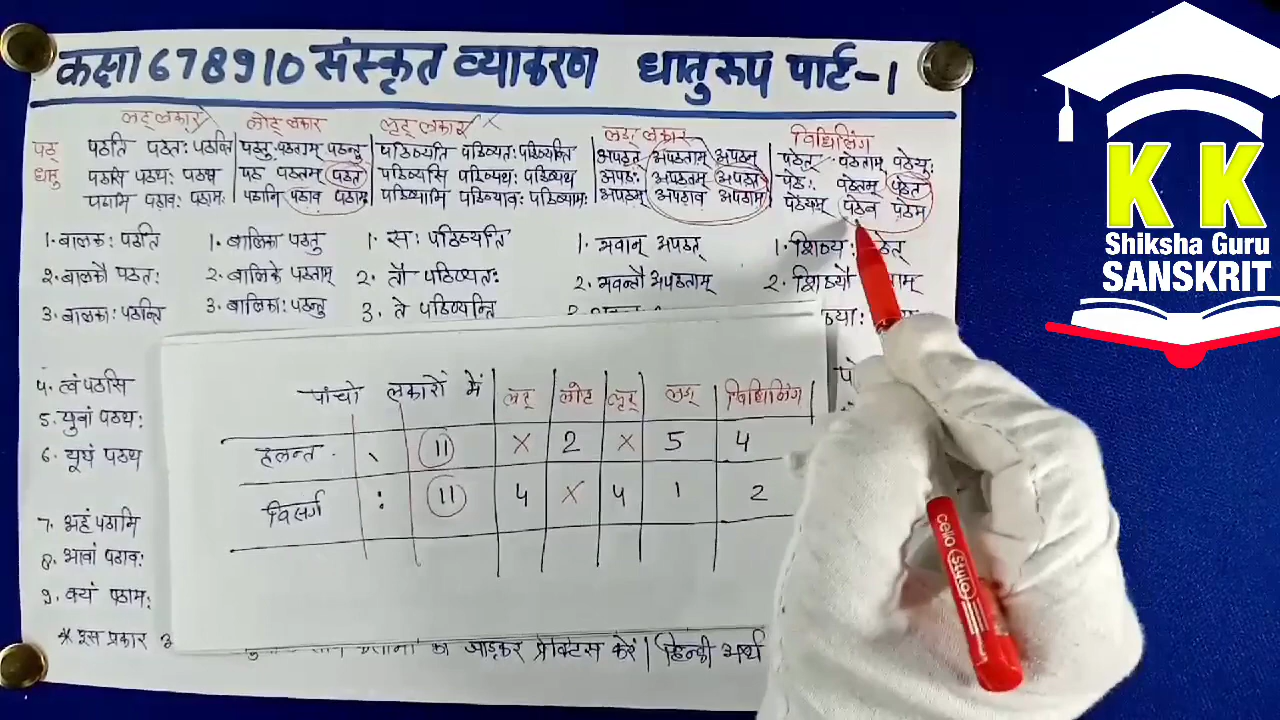 कक्षा 6 7 8 9 10 संस्कृत व्याकरण धातु रूप पार्ट-1
लट् लकार लोट् लकार लृट् लकार X लङ् लकार विधिलिंग
पठ् पठति पठत: पठन्ति पठतु पठताम् पठन्तु पठिष्यति पठिष्यत: पठिष्यन्ति अपठत् अपठताम् अपठन् पठेत् पठेताम् पठेयु:
धातु पठसि पठथ: पठथ पठ पठतम् पठत पठिष्यसि पठिष्यथ: पठिष्यथ अपठ: अपठतम् अपठत पठे: पठेतम् पठेत
पठामि पठाव: पठाम: पठानि पठाव पठाम पठिष्यामि पठिष्याव: पठिष्याम: अपठम् अपठाव अपठाम पठेयम् पठेव पठेम
1. बालक: पठति 1. बालिका पठतु 1. स: पठिष्यति 1. भवान् अपठत् 1. शिष्य: ठेत्
2. बालकौ पठत: 2. बालिके पठताम् 2. तौ पठिष्यत: 2. भवन्तौ अपठताम् 2. शिष्यौ ताम्
3. बालका: पठन्ति 3. बालिका: पठन्तु 3. ते पठिष्यन्ति ष्या:
पांचो लकारों में लट् लोट लृट् लङ् विधिलिंग
हलन्त ् 11 X 2 X 5 4
विसर्ग : 11 4 X 4 1 2
4. त्वं पठसि
5. युवां पठथ:
6. यूयं पठथ
7. अहं पठामि
8. आवां पठाव:
9. वयं पठाम:
* इस प्रकार का जोड़कर प्रैक्टिस करें | हिन्दी अर्थ
K K
Shiksha Guru
SANSKRIT
cello stylo